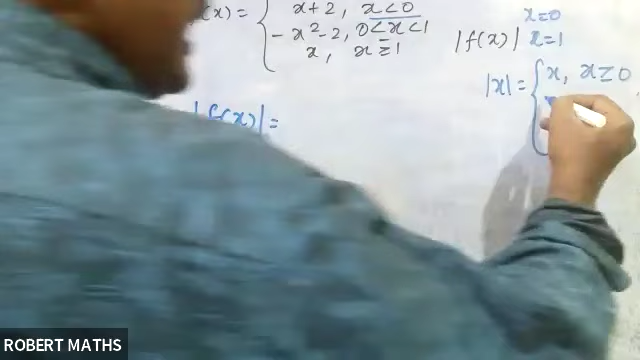 (x) =
x+2, x<0
-x²-2, 0<x<1
x, x≥1
|f(x)|
x=0
x=1
|x| = { x, x≥0
|f(x)| =
ROBERT MATHS